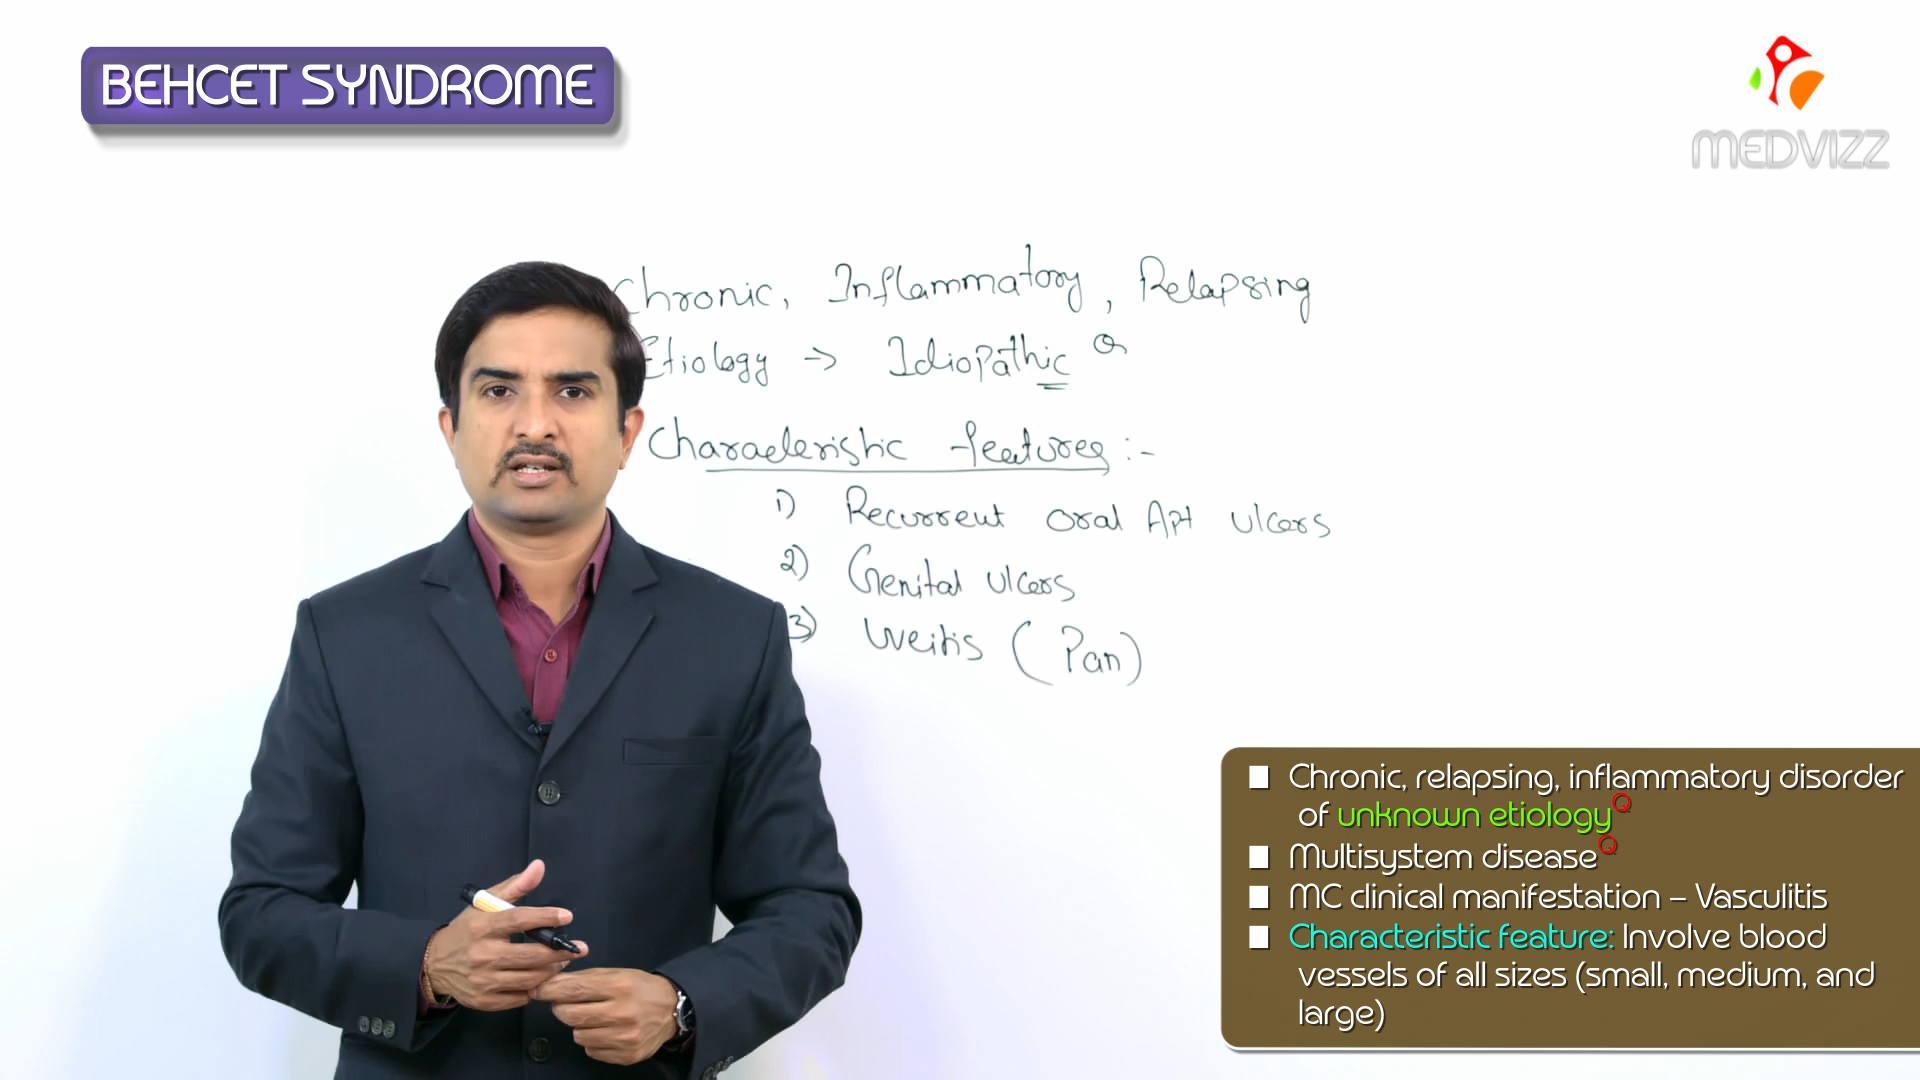 BEHCET SYNDROME
MEDVIZZ
Chronic, Inflammatory, Relapsing
Etiology → Idiopathic Q
Characteristic features :-
1) Recurrent oral Apt ulcers
2) Genital ulcers
3) Uveitis (Pan)
■ Chronic, relapsing, inflammatory disorder
of unknown etiologyQ
■ Multisystem diseaseQ
■ MC clinical manifestation – Vasculitis
■ Characteristic feature: Involve blood
vessels of all sizes (small, medium, and
large)